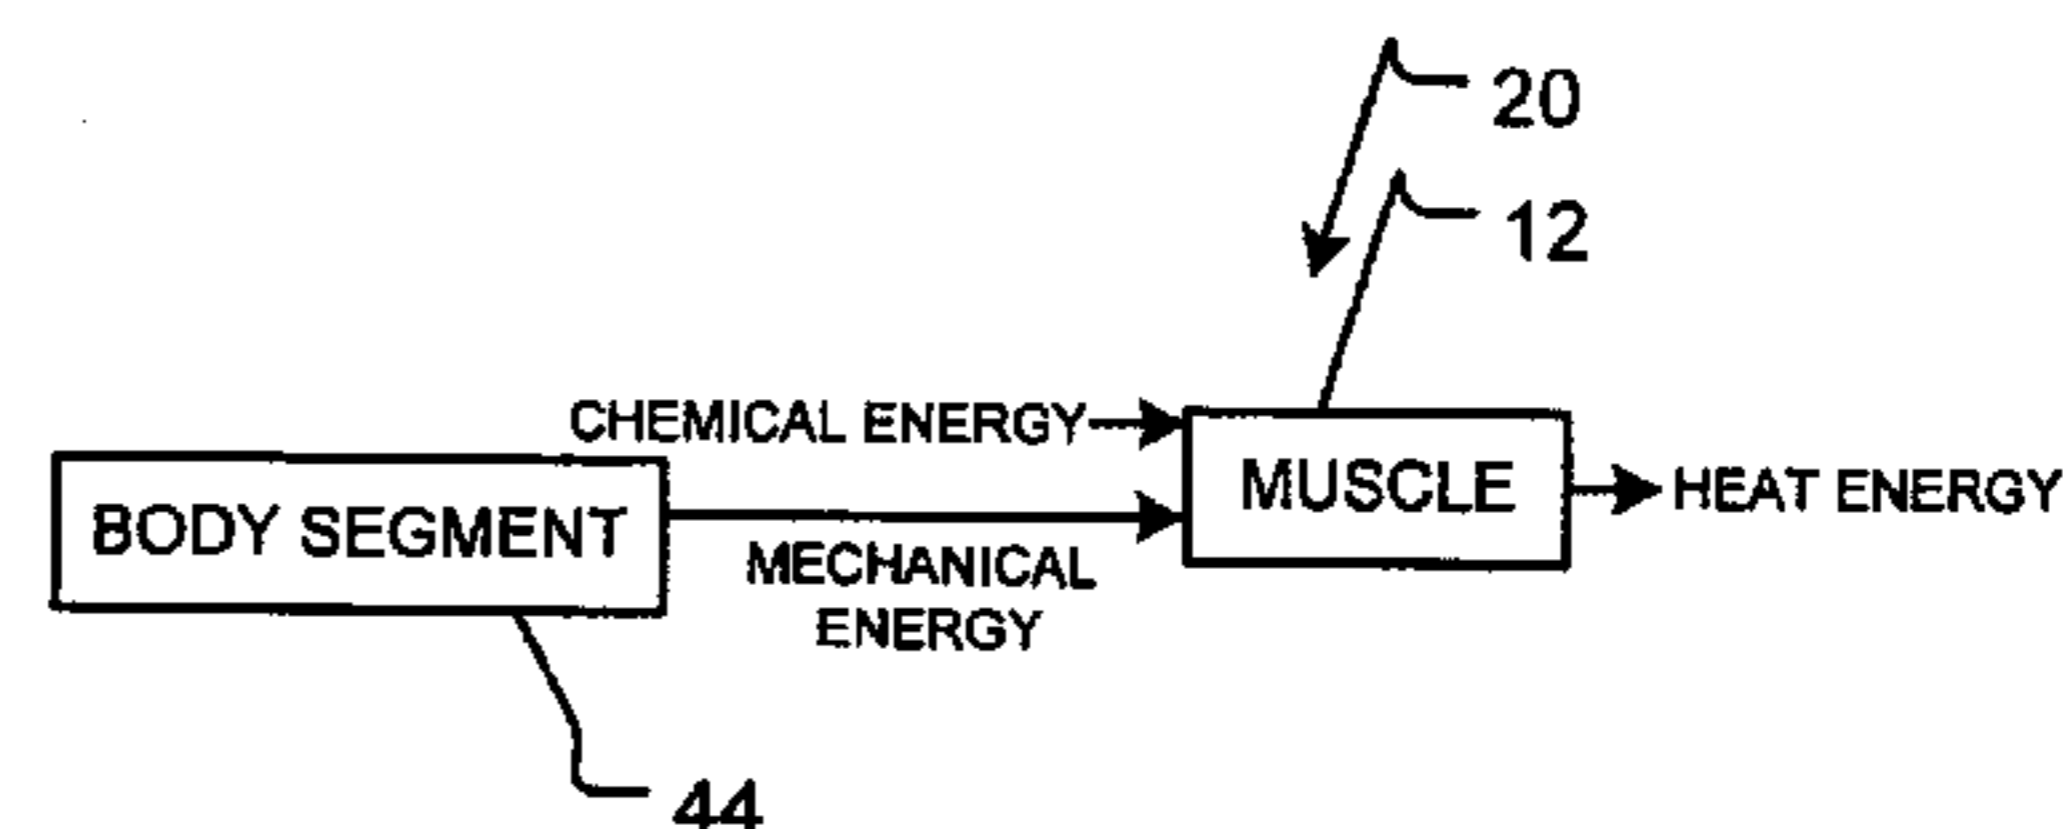 20
12
CHEMICAL ENERGY
MUSCLE
HEAT ENERGY
BODY SEGMENT
MECHANICAL
ENERGY
44